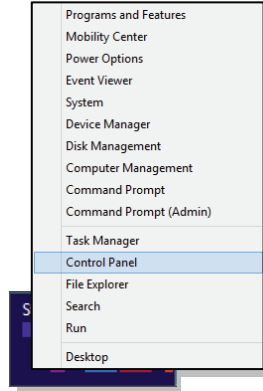 Programs and Features
Mobility Center
Power Options
Event Viewer
System
Device Manager
Disk Management
Computer Management
Command Prompt
Command Prompt (Admin)
Task Manager
Control Panel
File Explorer
Search
Run
Desktop
S